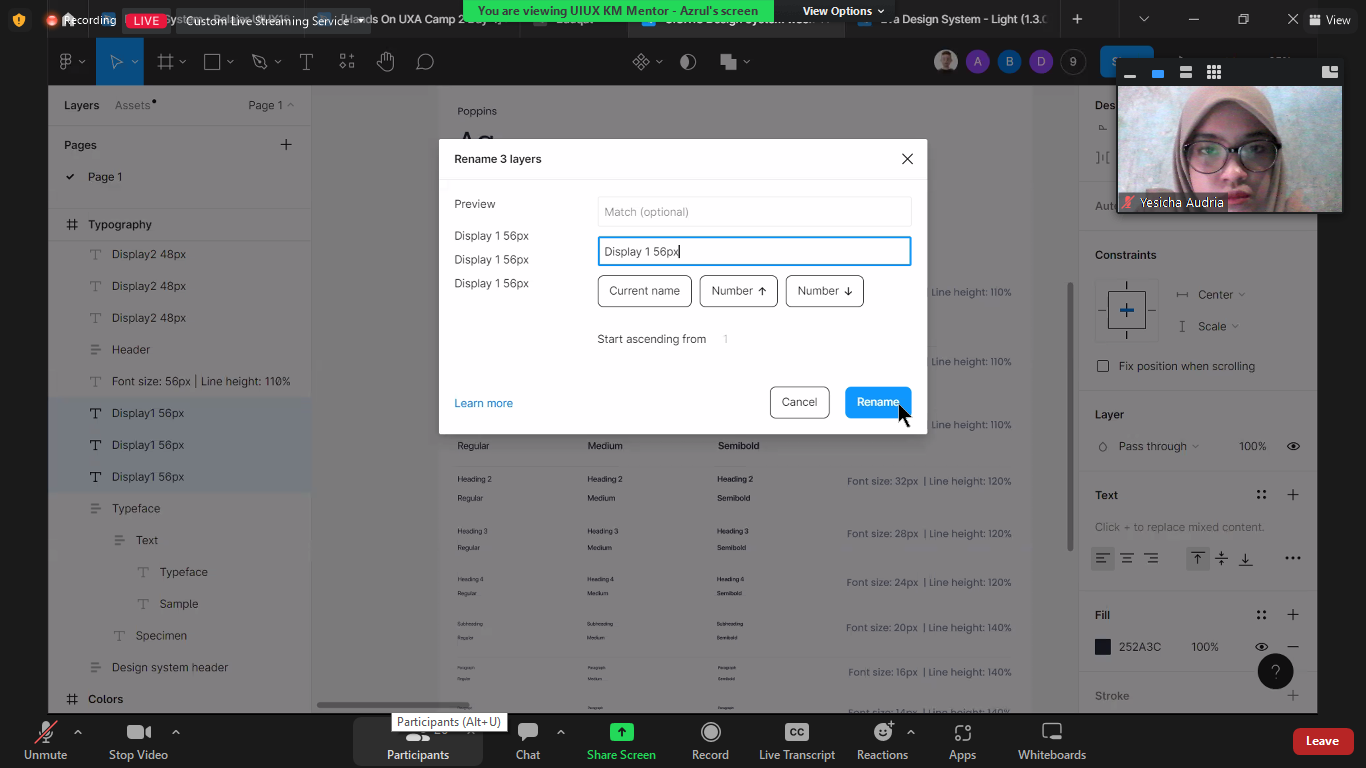 Recording
LIVE
Custom Live Streaming Service
You are viewing UIUX KM Mentor - Azrul's screen
View Options
Hands On UXA Camp 2
Design System - Light (1.3.0
View
A
B
D
9
Layers
Assets
Page 1
Pages
Page 1
Typography
Display2 48px
Display2 48px
Display2 48px
Header
Font size: 56px | Line height: 110%
Display1 56px
Display1 56px
Display1 56px
Typeface
Text
Typeface
Sample
Specimen
Design system header
Colors
Poppins
Rename 3 layers
Preview
Display 1 56px
Display 1 56px
Display 1 56px
Match (optional)
Display 1 56px
Current name
Number ↑
Number ↓
Start ascending from
1
Learn more
Cancel
Rename
Line height: 110%
Line height: 110%
Line height: 110%
Regular
Medium
Semibold
Heading 2
Heading 2
Heading 2
Regular
Medium
Semibold
Font size: 32px | Line height: 120%
Heading 3
Heading 3
Heading 3
Regular
Medium
Semibold
Font size: 28px | Line height: 120%
Heading 4
Heading 4
Heading 4
Regular
Medium
Semibold
Font size: 24px | Line height: 120%
Subheading
Subheading
Subheading
Regular
Medium
Semibold
Font size: 20px | Line height: 140%
Paragraph
Paragraph
Paragraph
Regular
Medium
Semibold
Font size: 16px | Line height: 140%
Font size: 14px | Line height: 140%
Yesicha Audria
Constraints
Center
Scale
Fix position when scrolling
Layer
Pass through
100%
Text
Click + to replace mixed content.
Fill
252A3C
100%
Stroke
?
Participants (Alt+U)
Unmute
Stop Video
Participants
Chat
Share Screen
Record
CC
Live Transcript
Reactions
Apps
Whiteboards
Leave